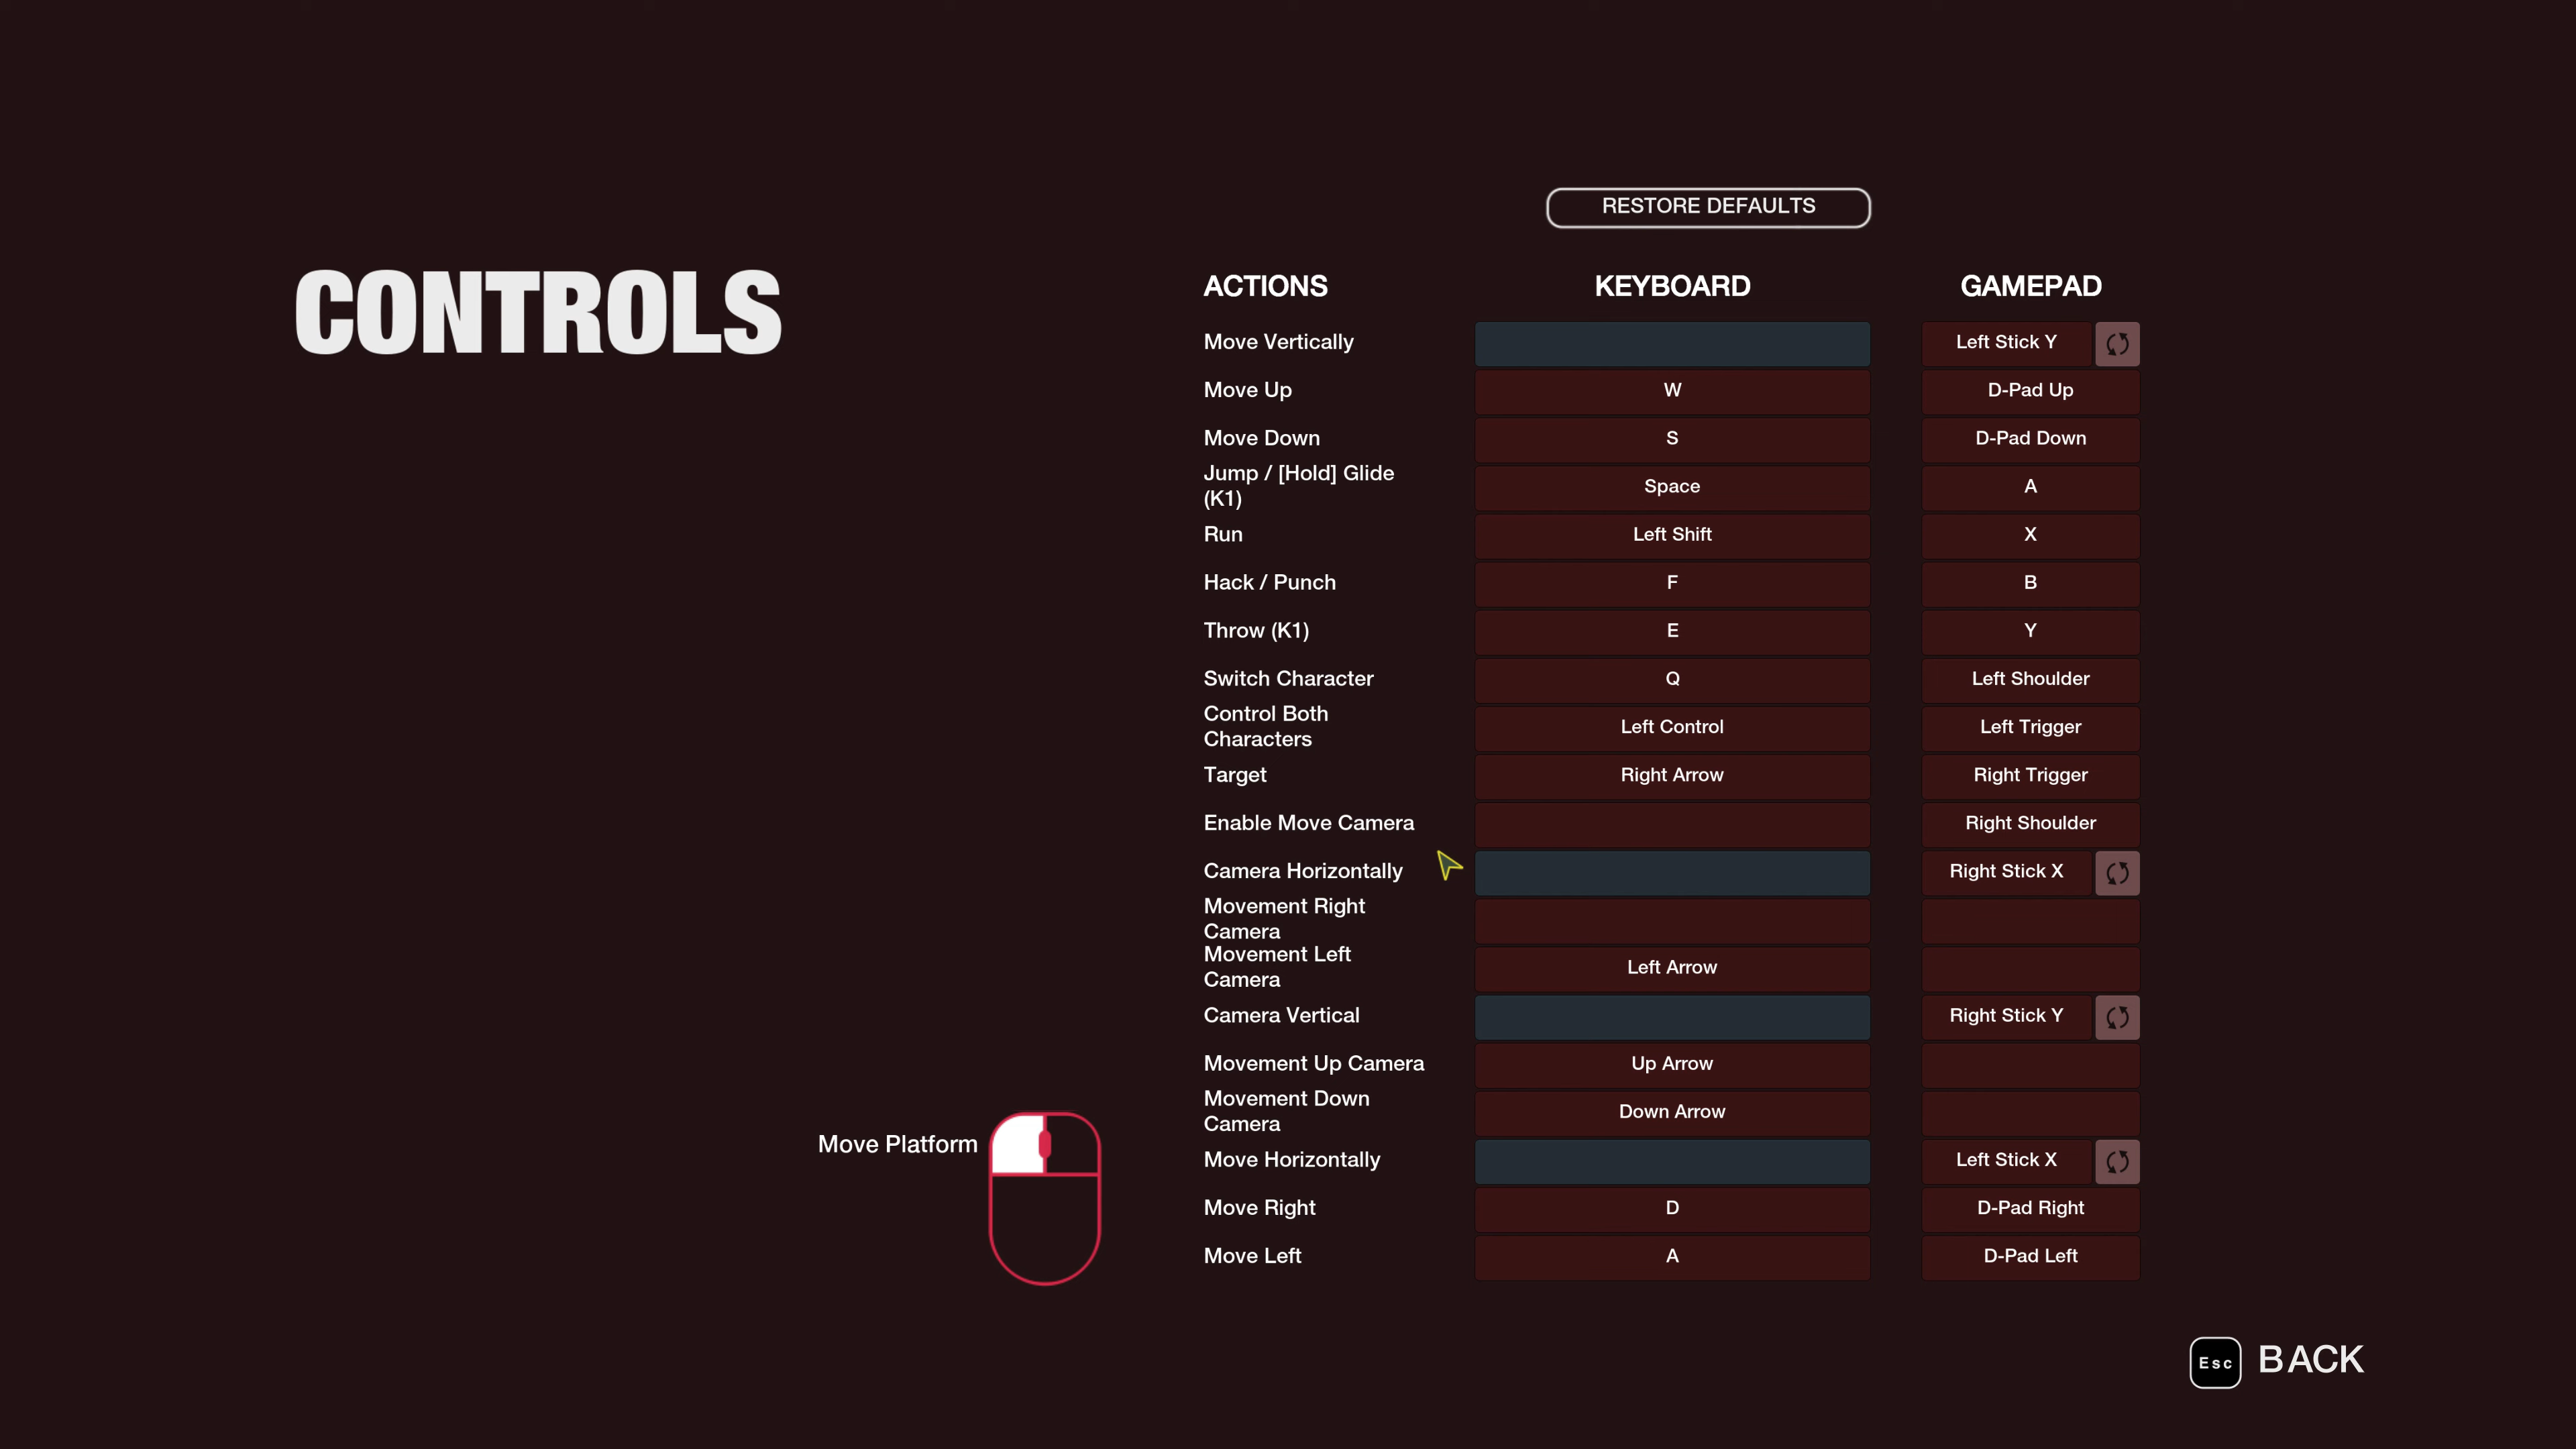 RESTORE DEFAULTS
CONTROLS
ACTIONS KEYBOARD GAMEPAD
Move Vertically Left Stick Y
Move Up W D-Pad Up
Move Down S D-Pad Down
Jump / [Hold] Glide
(K1) Space A
Run Left Shift X
Hack / Punch F B
Throw (K1) E Y
Switch Character Q Left Shoulder
Control Both
Characters Left Control Left Trigger
Target Right Arrow Right Trigger
Enable Move Camera Right Shoulder
Camera Horizontally Right Stick X
Movement Right
Camera
Movement Left
Camera Left Arrow
Camera Vertical Right Stick Y
Movement Up Camera Up Arrow
Movement Down
Camera Down Arrow
Move Platform
Move Horizontally Left Stick X
Move Right D D-Pad Right
Move Left A D-Pad Left
Esc BACK